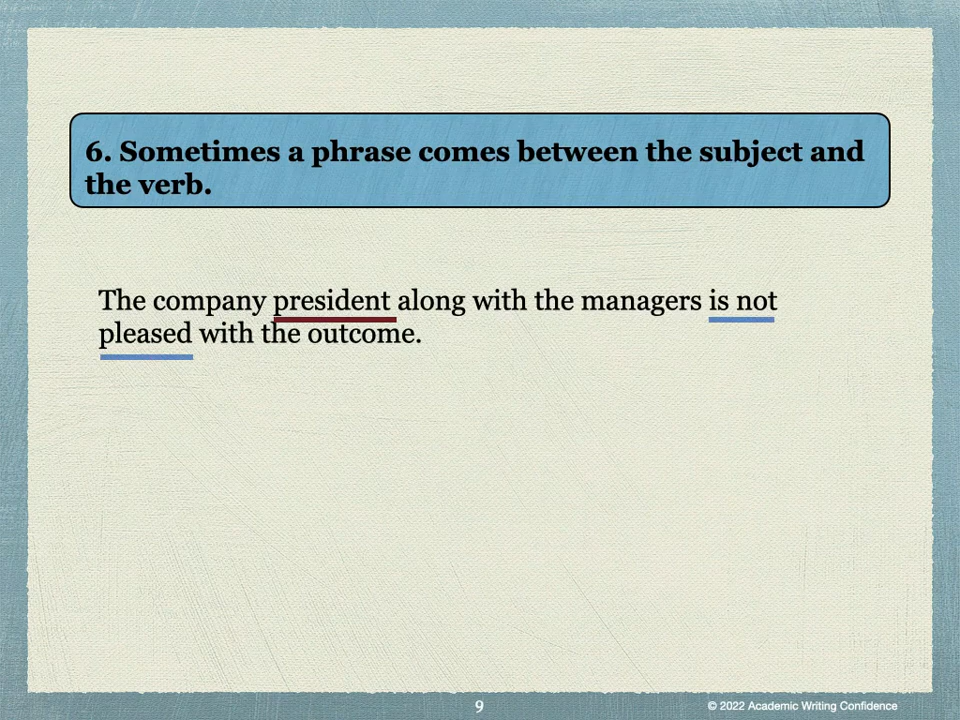 6. Sometimes a phrase comes between the subject and
the verb.
The company president along with the managers is not
pleased with the outcome.
9
© 2022 Academic Writing Confidence